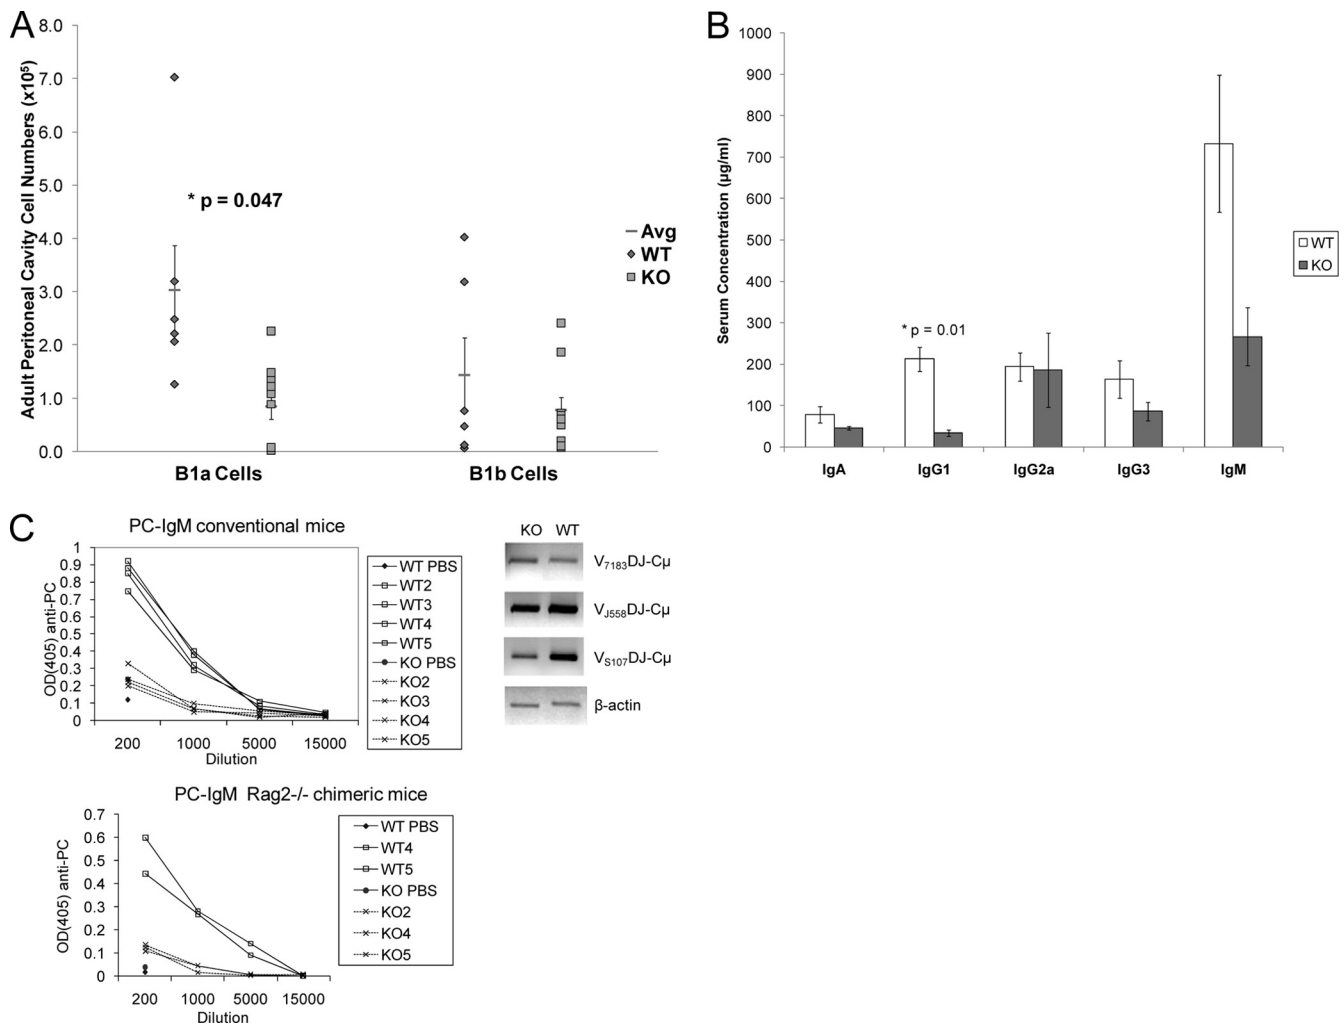 A
8.0
7.0
6.0
5.0
4.0
3.0
2.0
1.0
0.0
Adult Peritoneal Cavity Cell Numbers (x10⁵)
* p = 0.047
Avg
WT
KO
B1a Cells B1b Cells
B
1000
900
800
700
600
500
400
300
200
100
0
Serum Concentration (µg/ml)
* p = 0.01
WT
KO
IgA IgG1 IgG2a IgG3 IgM
C
PC-IgM conventional mice
1
0.9
0.8
0.7
0.6
0.5
0.4
0.3
0.2
0.1
0
OD(405) anti-PC
200 1000 5000 15000
Dilution
WT PBS
WT2
WT3
WT4
WT5
KO PBS
KO2
KO3
KO4
KO5
KO WT
V₇₁₈₃DJ-Cµ
V_J558DJ-Cµ
V_S107DJ-Cµ
β-actin
PC-IgM Rag2-/- chimeric mice
0.7
0.6
0.5
0.4
0.3
0.2
0.1
0
OD(405) anti-PC
200 1000 5000 15000
Dilution
WT PBS
WT4
WT5
KO PBS
KO2
KO4
KO5